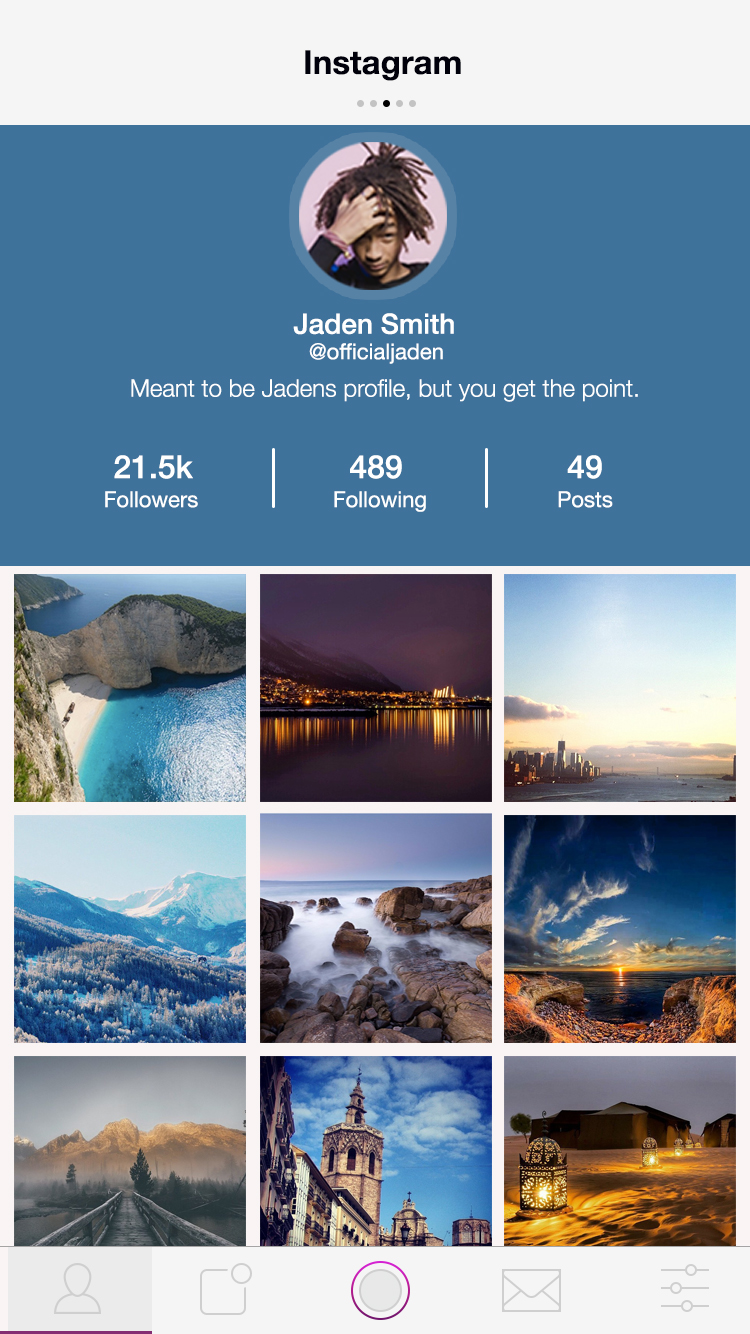 Instagram
Jaden Smith
@officialjaden
Meant to be Jadens profile, but you get the point.
21.5k 489 49
Followers Following Posts